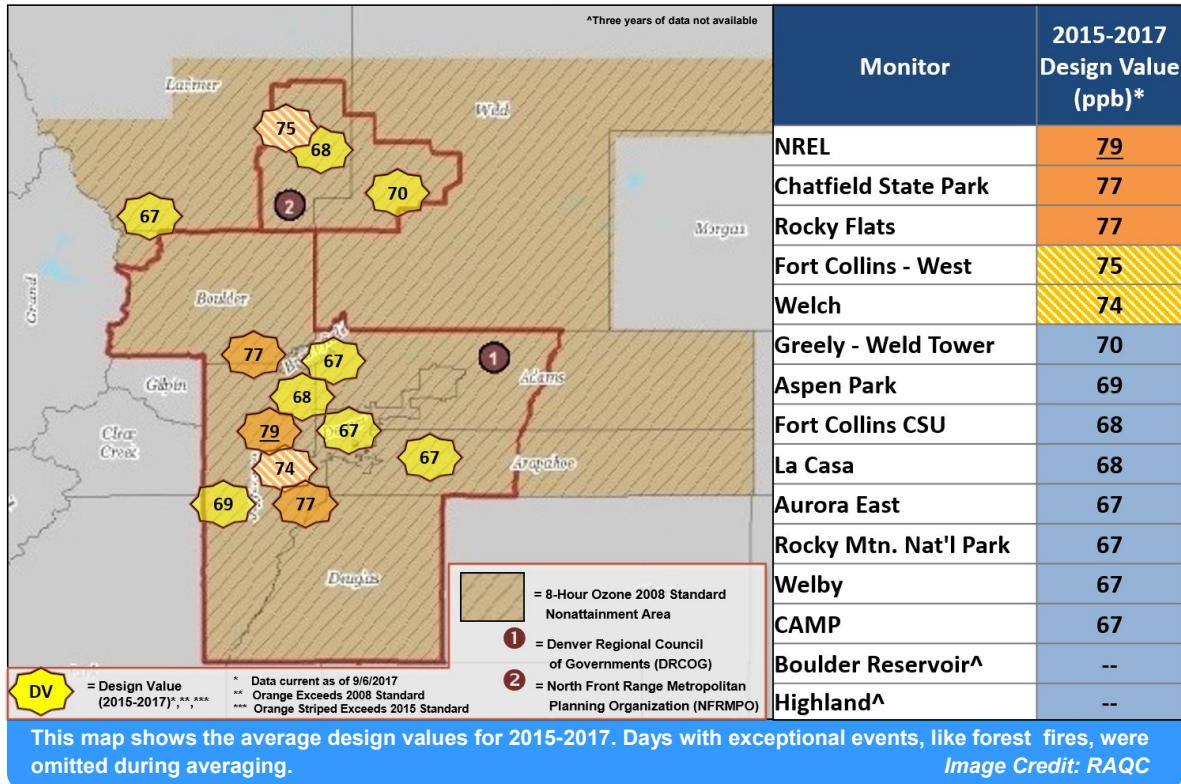 ^Three years of data not available
Larimer
Weld
75
68
70
67
2
Morgan
Grand
Boulder
77
67
1
Gilpin
Adams
68
79
67
Clear
Creek
74
67
Arapahoe
69
77
Douglas
= 8-Hour Ozone 2008 Standard
Nonattainment Area
1 = Denver Regional Council
of Governments (DRCOG)
2 = North Front Range Metropolitan
Planning Organization (NFRMPO)
DV = Design Value
(2015-2017)*,**,***
* Data current as of 9/6/2017
** Orange Exceeds 2008 Standard
*** Orange Striped Exceeds 2015 Standard
Monitor
2015-2017
Design Value
(ppb)*
NREL 79
Chatfield State Park 77
Rocky Flats 77
Fort Collins - West 75
Welch 74
Greely - Weld Tower 70
Aspen Park 69
Fort Collins CSU 68
La Casa 68
Aurora East 67
Rocky Mtn. Nat'l Park 67
Welby 67
CAMP 67
Boulder Reservoir^ --
Highland^ --
This map shows the average design values for 2015-2017. Days with exceptional events, like forest fires, were
omitted during averaging. Image Credit: RAQC